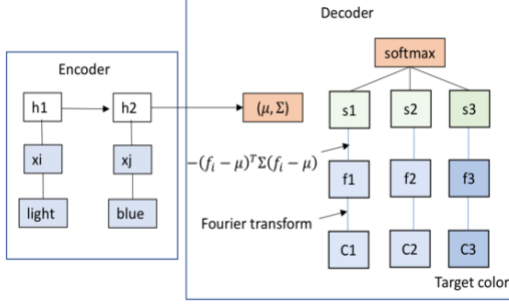 Decoder
softmax
Encoder
h1
h2
(μ, Σ)
s1
s2
s3
−(fᵢ − μ)ᵀΣ(fᵢ − μ)
xi
xj
f1
f2
f3
light
blue
Fourier transform
C1
C2
C3
Target color